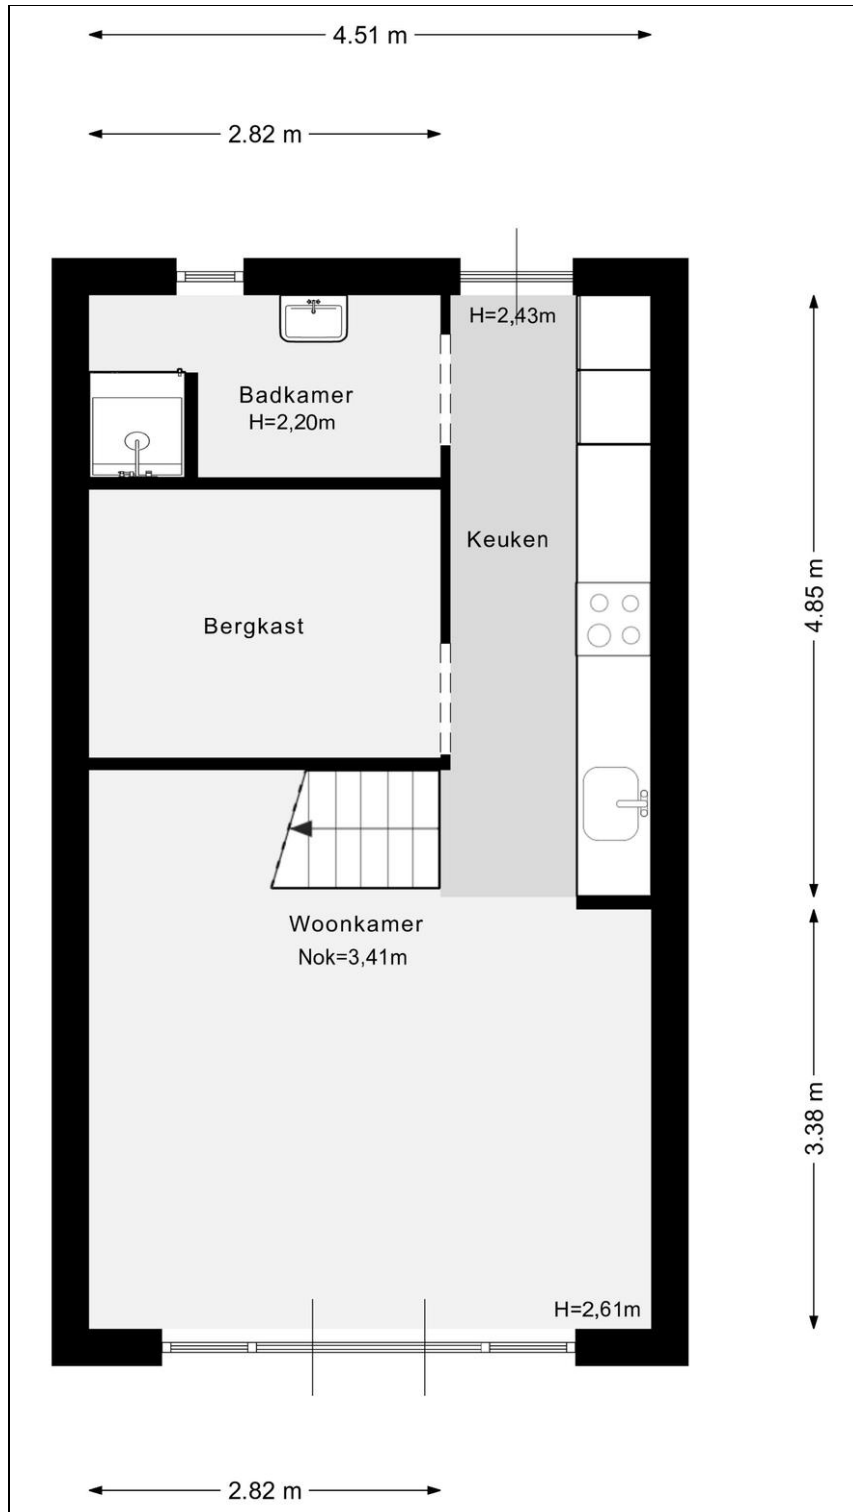 4.51 m
2.82 m
H=2,43m
Badkamer
H=2,20m
Keuken
4.85 m
Bergkast
Woonkamer
Nok=3,41m
3.38 m
H=2,61m
2.82 m